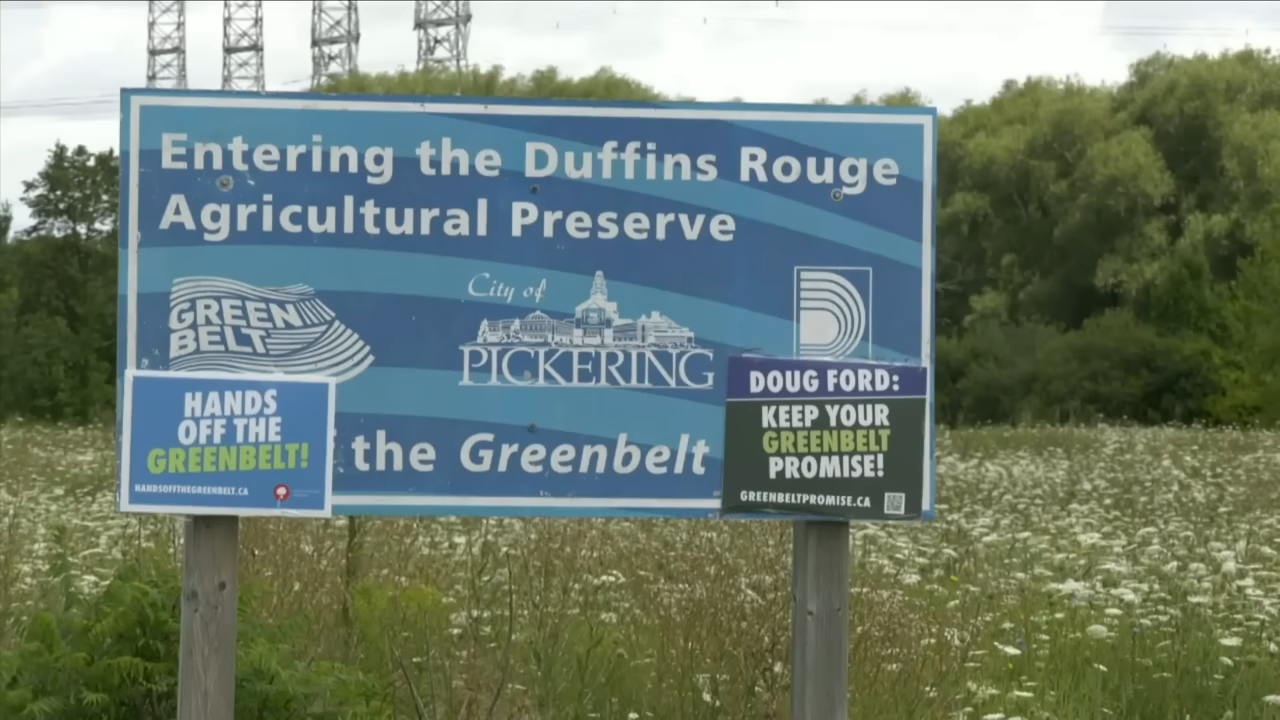 Entering the Duffins Rouge
Agricultural Preserve
GREEN
BELT
City of
PICKERING
the Greenbelt
HANDS
OFF THE
GREENBELT!
HANDSOFFTHEGREENBELT.CA
DOUG FORD:
KEEP YOUR
GREENBELT
PROMISE!
GREENBELTPROMISE.CA